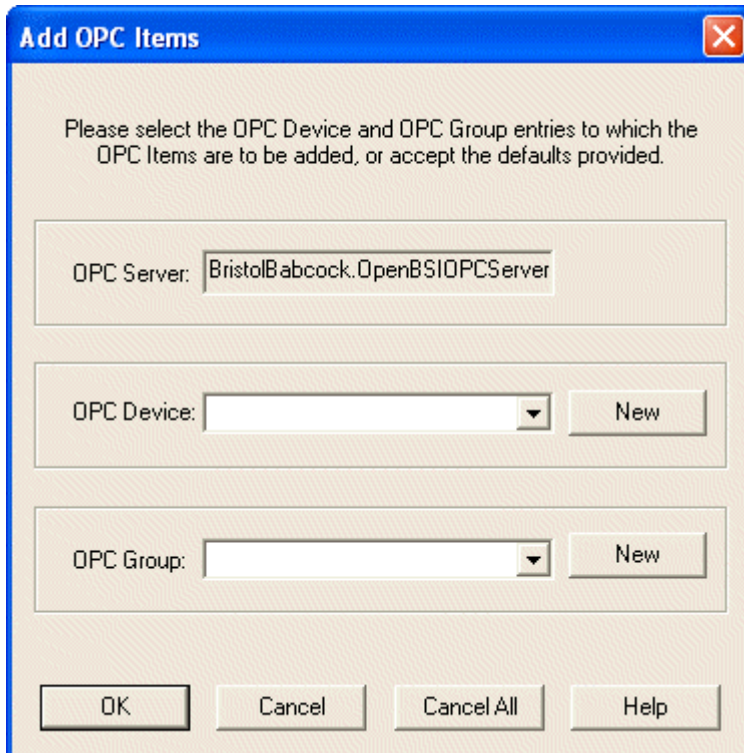 Add OPC Items
Please select the OPC Device and OPC Group entries to which the
OPC Items are to be added, or accept the defaults provided.
OPC Server: BristolBabcock.OpenBSIOPCServer
OPC Device: New
OPC Group: New
OK Cancel Cancel All Help